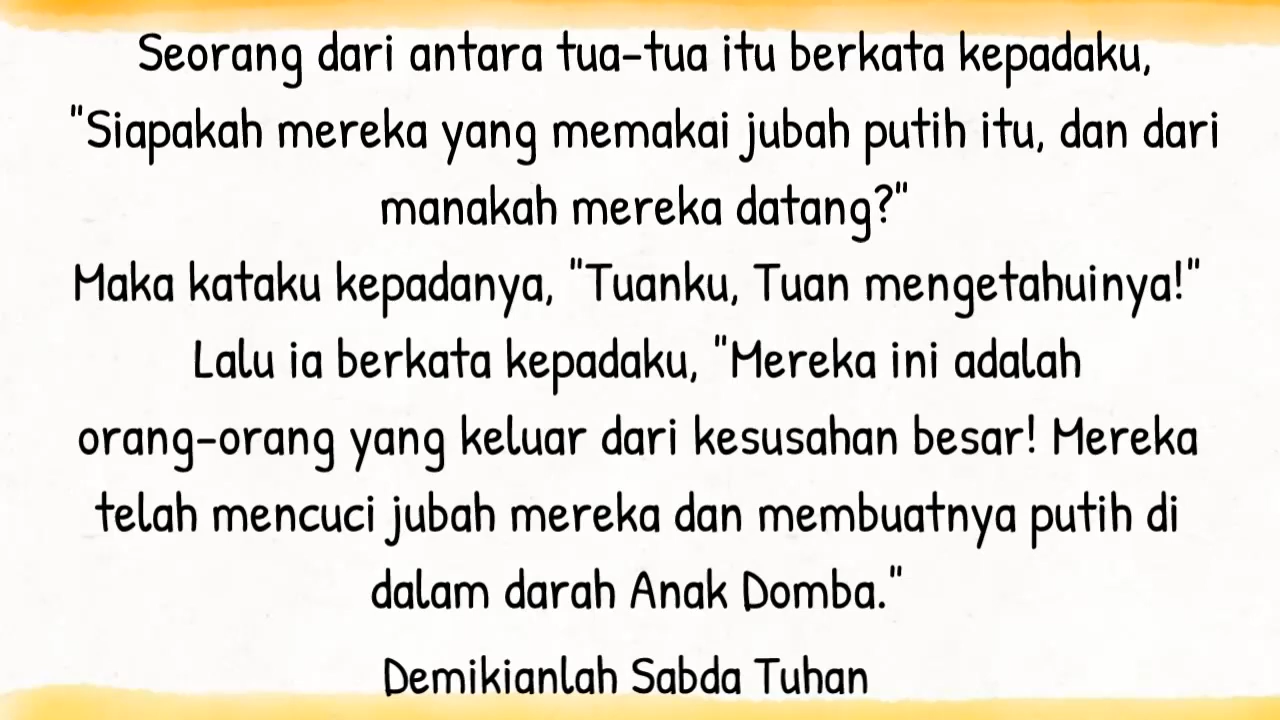 Seorang dari antara tua-tua itu berkata kepadaku,
"Siapakah mereka yang memakai jubah putih itu, dan dari
manakah mereka datang?"
Maka kataku kepadanya, "Tuanku, Tuan mengetahuinya!"
Lalu ia berkata kepadaku, "Mereka ini adalah
orang-orang yang keluar dari kesusahan besar! Mereka
telah mencuci jubah mereka dan membuatnya putih di
dalam darah Anak Domba."
Demikianlah Sabda Tuhan